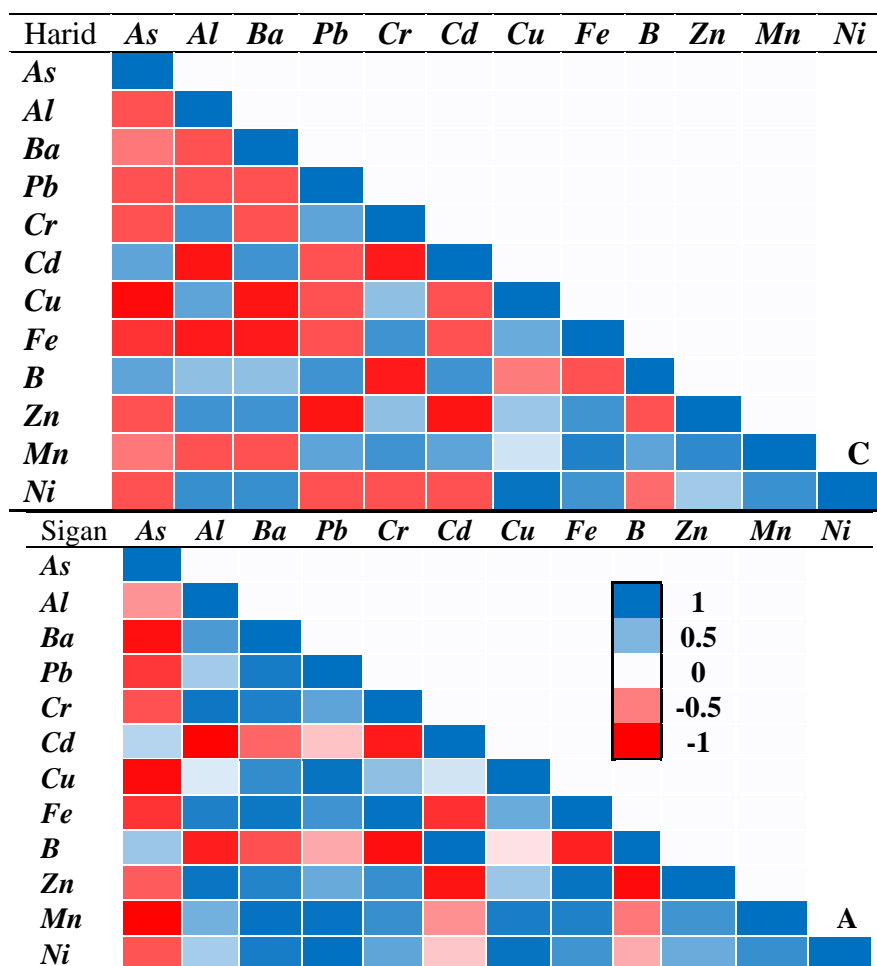 Harid As Al Ba Pb Cr Cd Cu Fe B Zn Mn Ni
As
Al
Ba
Pb
Cr
Cd
Cu
Fe
B
Zn
Mn C
Ni
Sigan As Al Ba Pb Cr Cd Cu Fe B Zn Mn Ni
As
Al 1
Ba 0.5
Pb 0
Cr -0.5
Cd -1
Cu
Fe
B
Zn
Mn A
Ni